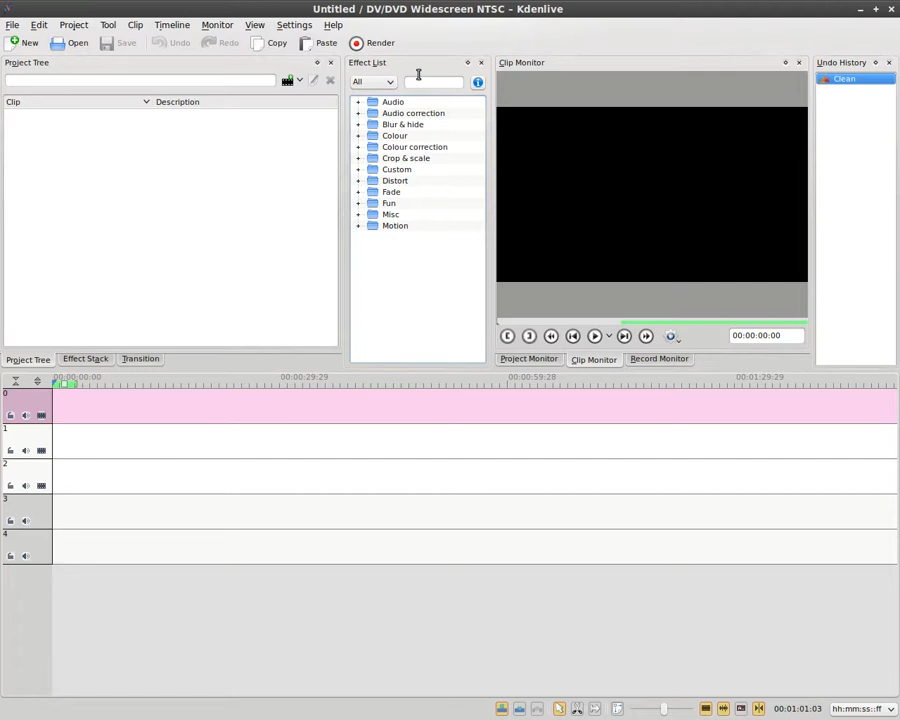 Untitled / DV/DVD Widescreen NTSC – Kdenlive
File Edit Project Tool Clip Timeline Monitor View Settings Help
New Open Save Undo Redo Copy Paste Render
Project Tree
Effect List
Clip Monitor
Undo History
All
Clean
Clip Description
Audio
Audio correction
Blur & hide
Colour
Colour correction
Crop & scale
Custom
Distort
Fade
Fun
Misc
Motion
00:00:00:00
Project Tree Effect Stack Transition
Project Monitor Clip Monitor Record Monitor
00:00:00:00 00:00:29:29 00:00:59:28 00:01:29:29
0
1
2
3
4
00:01:01:03 hh:mm:ss::ff